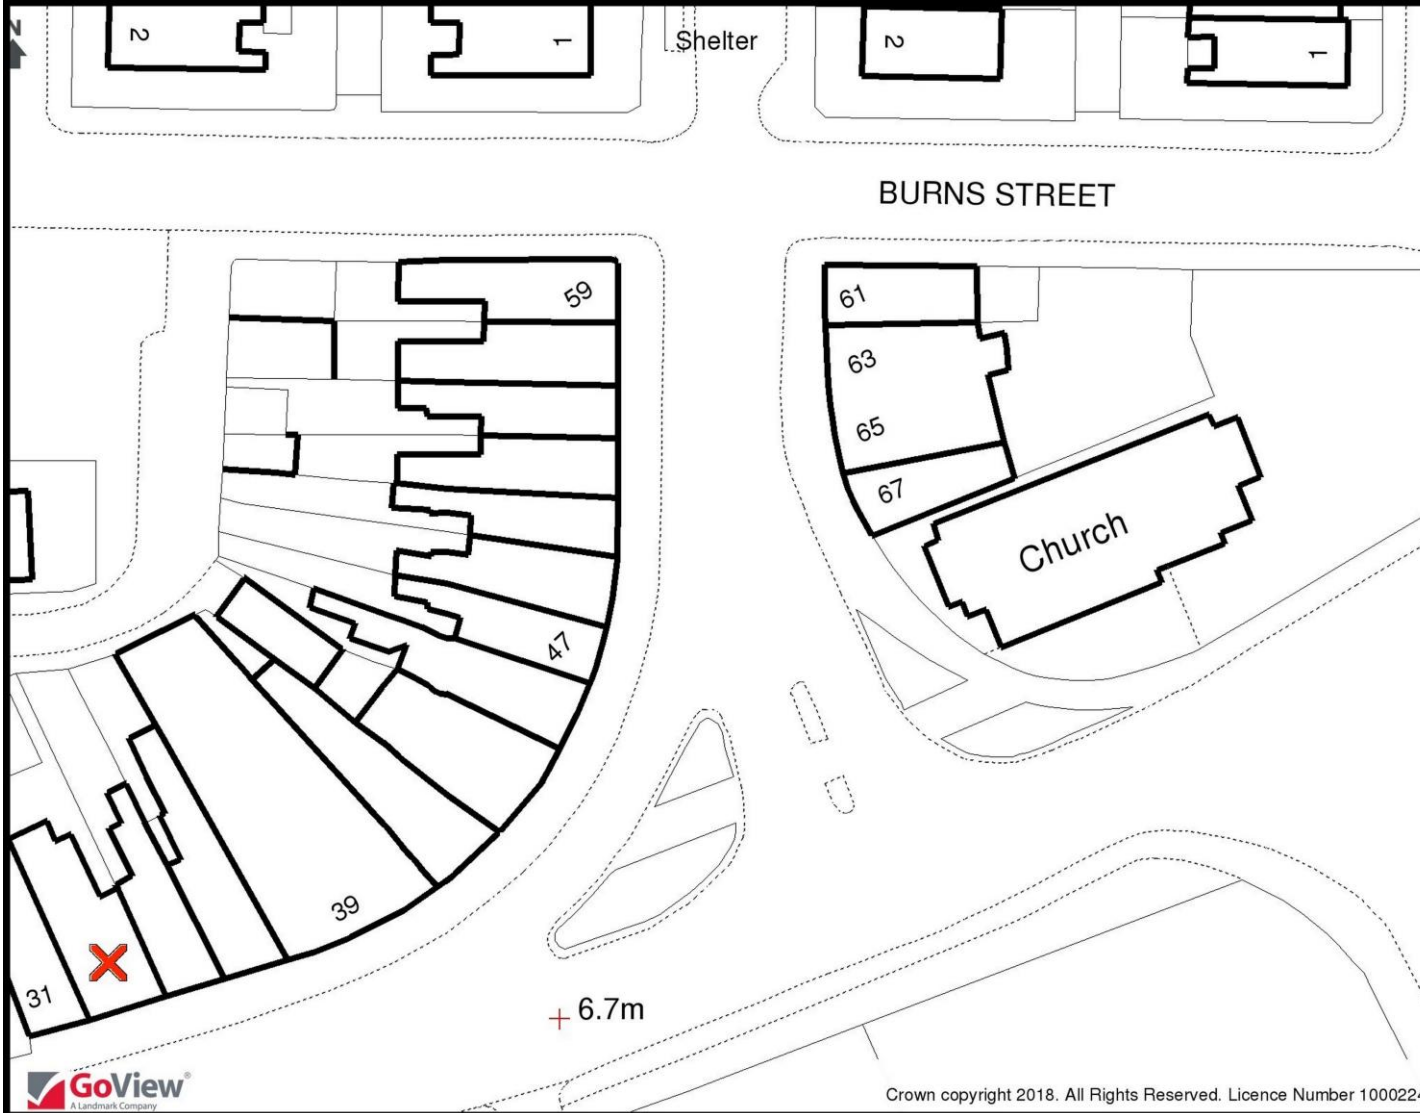 N
2
1
Shelter
2
1
BURNS STREET
59
61
63
65
67
Church
47
39
31
6.7m
GoView®
A Landmark Company
Crown copyright 2018. All Rights Reserved. Licence Number 1000224